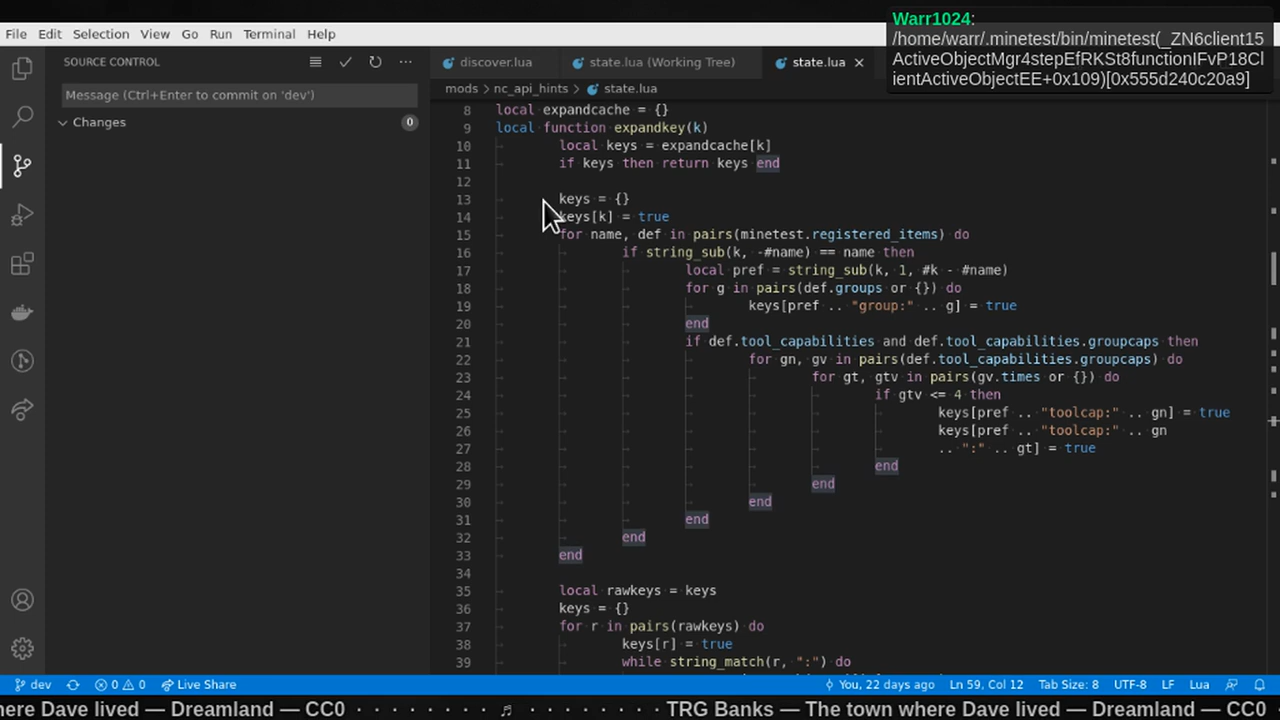 Warr1024:
/home/warr/.minetest/bin/minetest(_ZN6client15
ActiveObjectMgr4stepEfRKSt8functionIFvP18Cl
ientActiveObjectEE+0x109)[0x555d240c20a9]
File Edit Selection View Go Run Terminal Help
SOURCE CONTROL
Message (Ctrl+Enter to commit on 'dev')
Changes 0
discover.lua state.lua (Working Tree) state.lua
mods > nc_api_hints > state.lua
8 local expandcache = {}
9 local function expandkey(k)
10 local keys = expandcache[k]
11 if keys then return keys end
12
13 keys = {}
14 keys[k] = true
15 for name, def in pairs(minetest.registered_items) do
16 if string_sub(k, -#name) == name then
17 local pref = string_sub(k, 1, #k - #name)
18 for g in pairs(def.groups or {}) do
19 keys[pref .. "group:" .. g] = true
20 end
21 if def.tool_capabilities and def.tool_capabilities.groupcaps then
22 for gn, gv in pairs(def.tool_capabilities.groupcaps) do
23 for gt, gtv in pairs(gv.times or {}) do
24 if gtv <= 4 then
25 keys[pref .. "toolcap:" .. gn] = true
26 keys[pref .. "toolcap:" .. gn
27 .. ":" .. gt] = true
28 end
29 end
30 end
31 end
32 end
33 end
34
35 local rawkeys = keys
36 keys = {}
37 for r in pairs(rawkeys) do
38 keys[r] = true
39 while string_match(r, ":") do
dev 0 0 Live Share You, 22 days ago Ln 59, Col 12 Tab Size: 8 UTF-8 LF Lua
here Dave lived — Dreamland — CC0 · · · · · · · · ♬ · · · · · · · · TRG Banks — The town where Dave lived — Dreamland — CC0